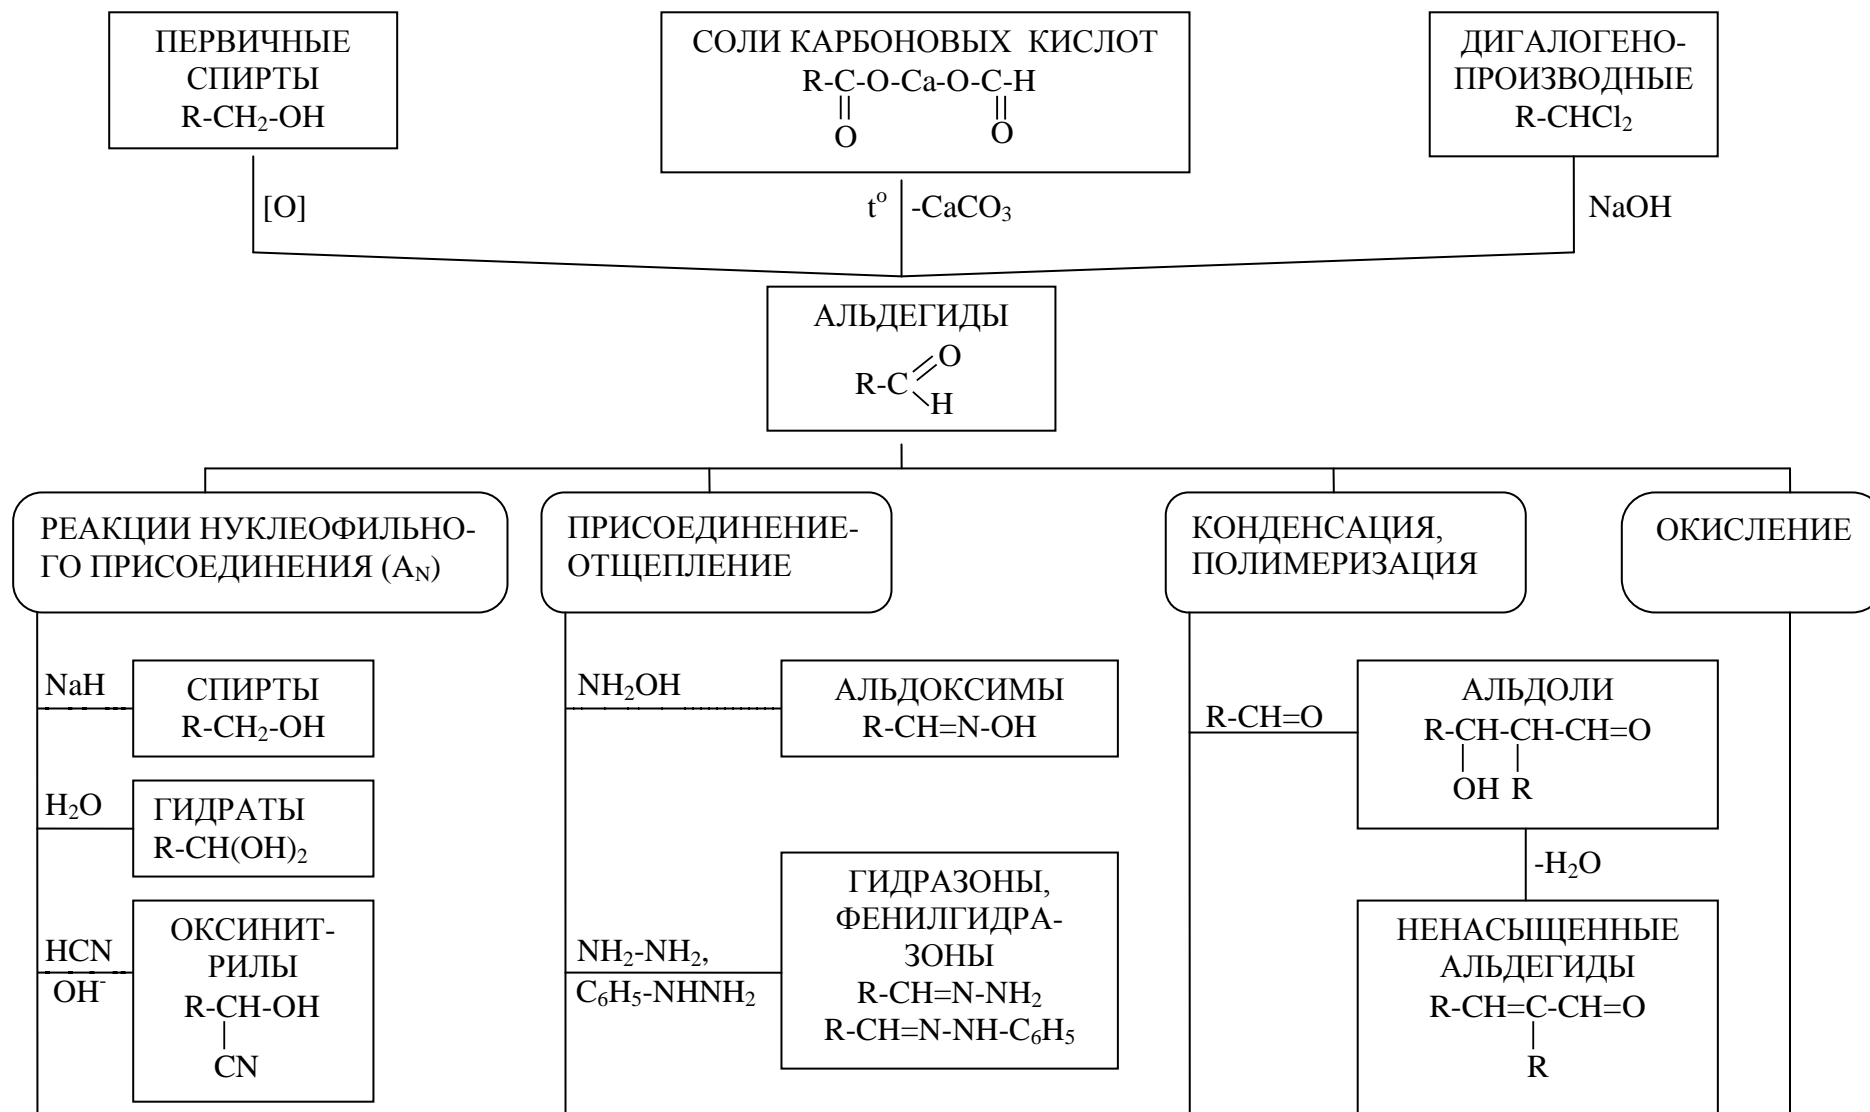 ПЕРВИЧНЫЕ
СПИРТЫ
R-CH₂-OH
СОЛИ КАРБОНОВЫХ КИСЛОТ
R-C-O-Ca-O-C-H
O O
ДИГАЛОГЕНО-
ПРОИЗВОДНЫЕ
R-CHCl₂
[O]
t° -CaCO₃
NaOH
АЛЬДЕГИДЫ
O
R-C
H
РЕАКЦИИ НУКЛЕОФИЛЬНО-
ГО ПРИСОЕДИНЕНИЯ (A_N)
NaH
СПИРТЫ
R-CH₂-OH
H₂O
ГИДРАТЫ
R-CH(OH)₂
HCN
OH⁻
ОКСИНИТ-
РИЛЫ
R-CH-OH
CN
ПРИСОЕДИНЕНИЕ-
ОТЩЕПЛЕНИЕ
NH₂OH
АЛЬДОКСИМЫ
R-CH=N-OH
NH₂-NH₂,
C₆H₅-NHNH₂
ГИДРАЗОНЫ,
ФЕНИЛГИДРА-
ЗОНЫ
R-CH=N-NH₂
R-CH=N-NH-C₆H₅
КОНДЕНСАЦИЯ,
ПОЛИМЕРИЗАЦИЯ
R-CH=O
АЛЬДОЛИ
R-CH-CH-CH=O
OH R
-H₂O
НЕНАСЫЩЕННЫЕ
АЛЬДЕГИДЫ
R-CH=C-CH=O
R
ОКИСЛЕНИЕ